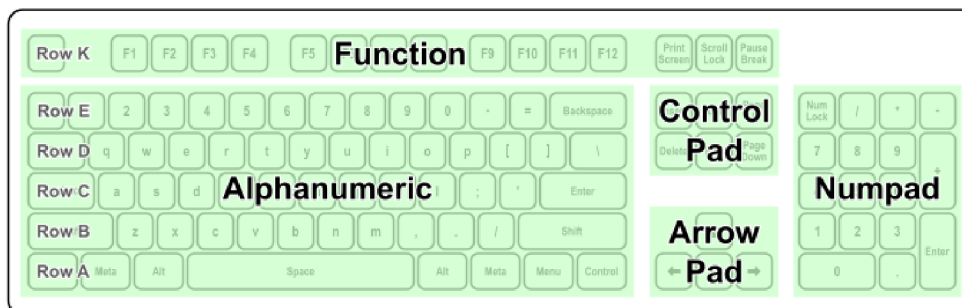 Row K F1 F2 F3 F4 F5 Function F9 F10 F11 F12 Print Screen Scroll Lock Pause Break
Row E 2 3 4 5 6 7 8 9 0 - = Backspace Control Num Lock / * -
Row D q w e r t y u i o p [ ] \ Delete Pad Page Down 7 8 9 +
Row C a s d Alphanumeric ; ' Enter Numpad
Row B z x c v b n m , . / Shift Arrow 1 2 3 Enter
Row A Meta Alt Space Alt Meta Menu Control ← Pad → 0 .